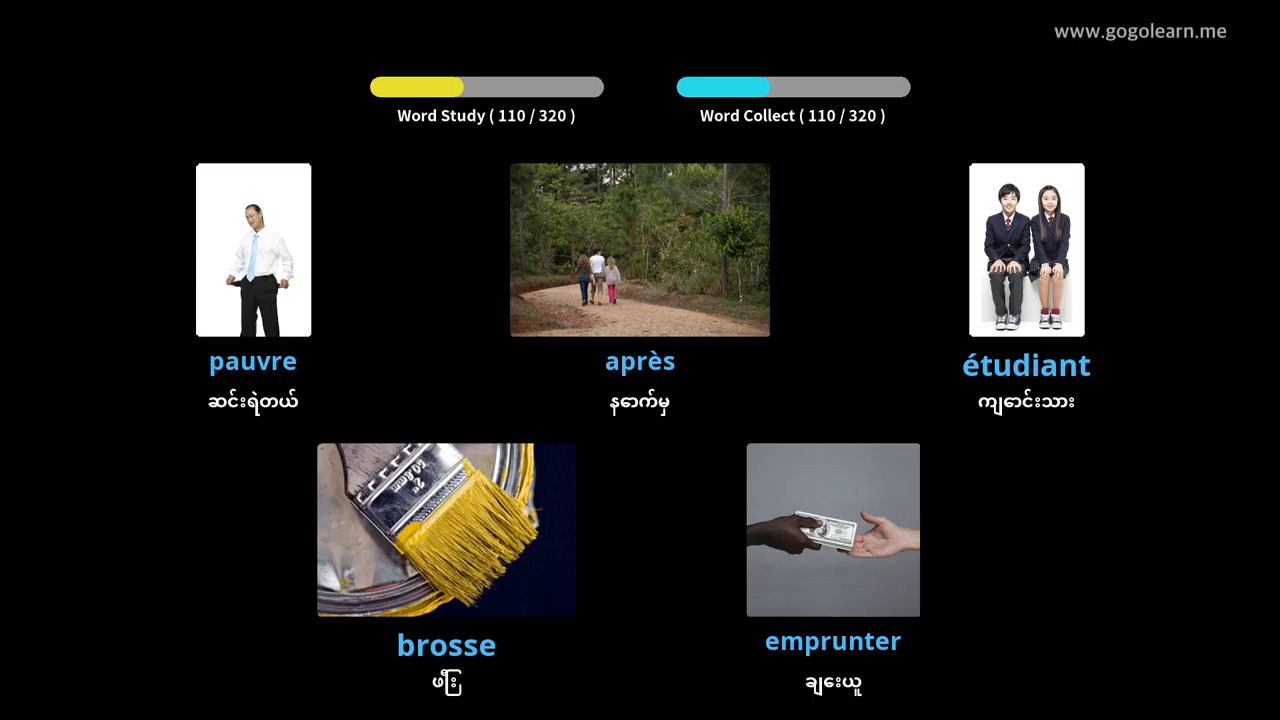 www.gogolearn.me
Word Study ( 110 / 320 )
Word Collect ( 110 / 320 )
pauvre
ဆင်းရဲတယ်
après
နောက်မှ
étudiant
ကျောင်းသား
brosse
ဖြီး
emprunter
ချေးယူ